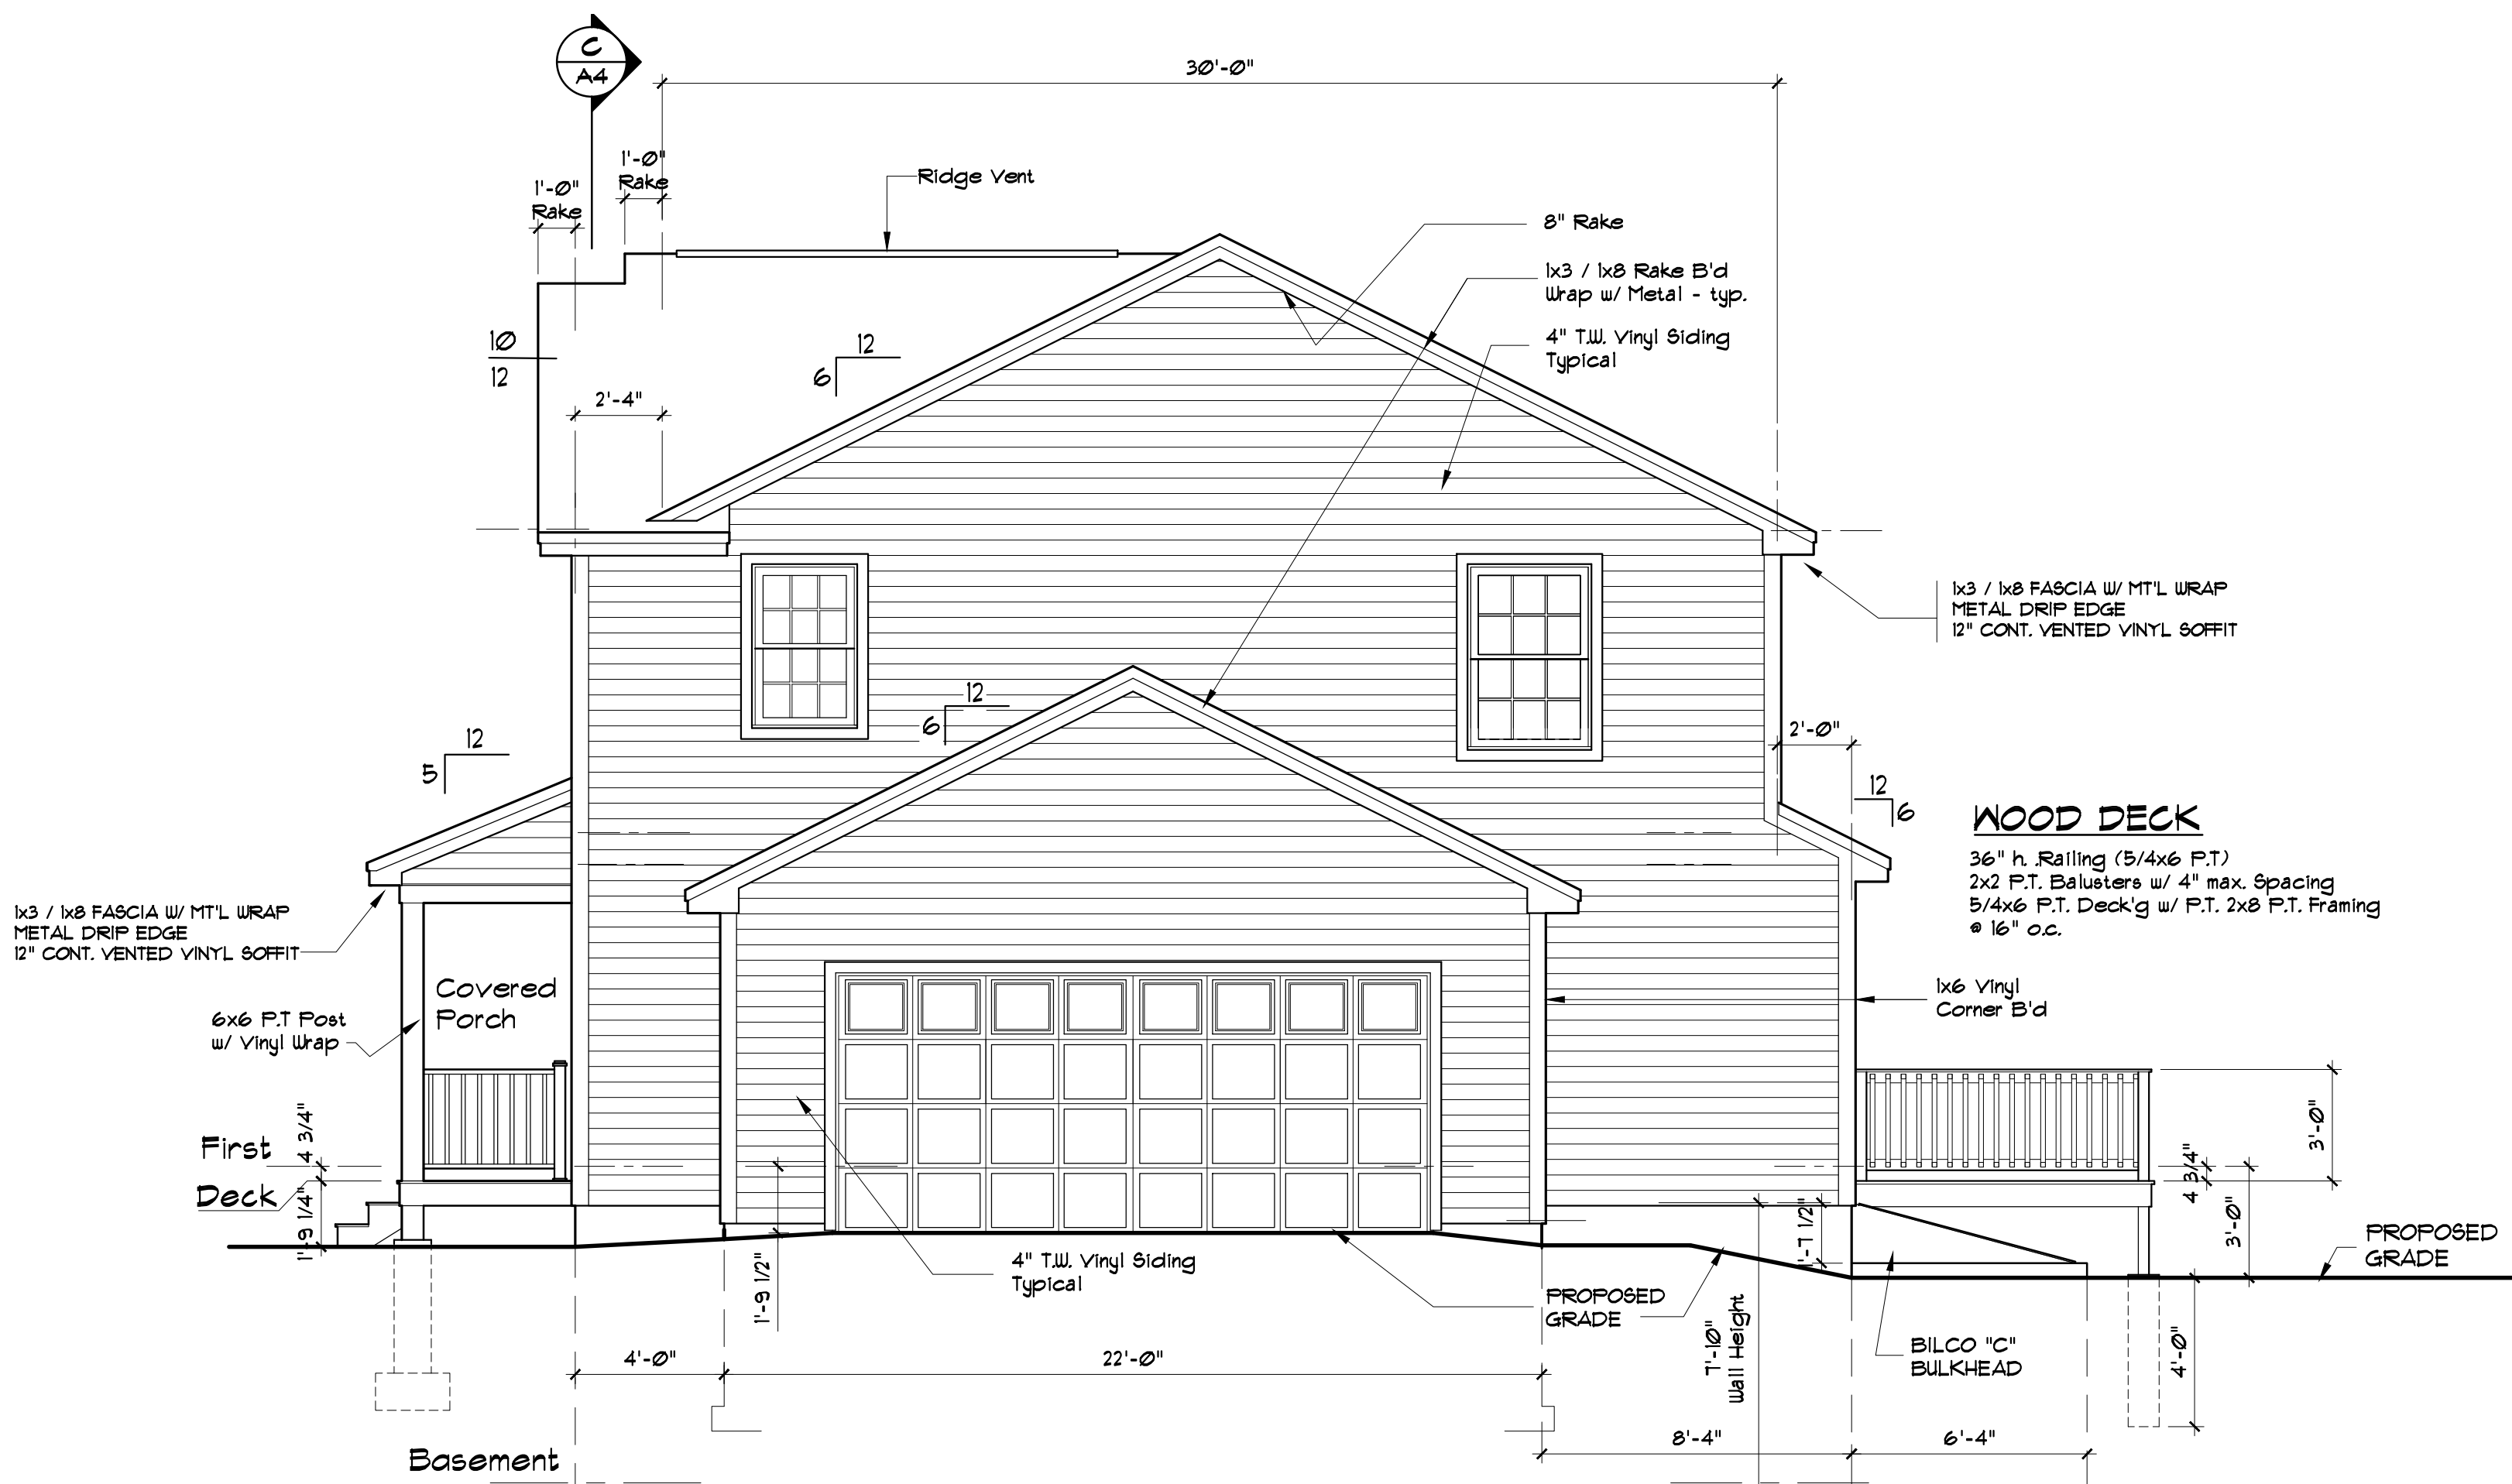 C
A4
30'-0"
1'-0"
Rake
1'-0"
Rake
Ridge Vent
8" Rake
1x3 / 1x8 Rake B'd
Wrap w/ Metal - typ.
4" T.W. Vinyl Siding
Typical
10
12
12
6
2'-4"
1x3 / 1x8 FASCIA W/ MT'L WRAP
METAL DRIP EDGE
12" CONT. VENTED VINYL SOFFIT
12
6
12
5
2'-0"
12
6
WOOD DECK
36" h. .Railing (5/4x6 P.T)
2x2 P.T. Balusters w/ 4" max. Spacing
5/4x6 P.T. Deck'g w/ P.T. 2x8 P.T. Framing
@ 16" o.c.
1x3 / 1x8 FASCIA W/ MT'L WRAP
METAL DRIP EDGE
12" CONT. VENTED VINYL SOFFIT
Covered
Porch
6x6 P.T Post
w/ Vinyl Wrap
1x6 Vinyl
Corner B'd
First
4 3/4"
Deck
1'-9 1/4"
3'-0"
4 3/4"
3'-0"
1'-7 1/2"
PROPOSED
GRADE
1'-9 1/2"
4" T.W. Vinyl Siding
Typical
PROPOSED
GRADE
7'-10"
Wall Height
BILCO "C"
BULKHEAD
4'-0"
4'-0"
22'-0"
8'-4"
6'-4"
Basement